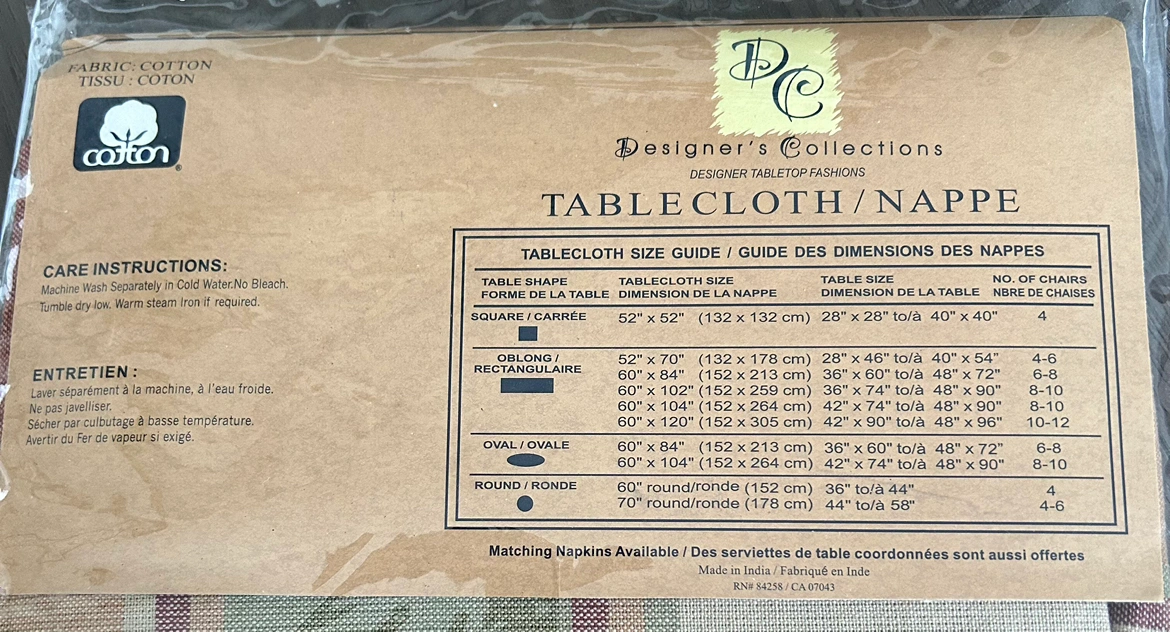 FABRIC: COTTON
TISSU : COTON
cotton®
CARE INSTRUCTIONS:
Machine Wash Separately in Cold Water.No Bleach.
Tumble dry low. Warm steam Iron if required.
ENTRETIEN :
Laver séparément à la machine, à l'eau froide.
Ne pas javelliser.
Sécher par culbutage à basse température.
Avertir du Fer de vapeur si exigé.
DC
Designer's Collections
DESIGNER TABLETOP FASHIONS
TABLECLOTH / NAPPE
TABLECLOTH SIZE GUIDE / GUIDE DES DIMENSIONS DES NAPPES
TABLE SHAPE TABLECLOTH SIZE TABLE SIZE NO. OF CHAIRS
FORME DE LA TABLE DIMENSION DE LA NAPPE DIMENSION DE LA TABLE NBRE DE CHAISES
SQUARE / CARRÉE 52" x 52" (132 x 132 cm) 28" x 28" to/à 40" x 40" 4
OBLONG / 52" x 70" (132 x 178 cm) 28" x 46" to/à 40" x 54" 4-6
RECTANGULAIRE 60" x 84" (152 x 213 cm) 36" x 60" to/à 48" x 72" 6-8
60" x 102" (152 x 259 cm) 36" x 74" to/à 48" x 90" 8-10
60" x 104" (152 x 264 cm) 42" x 74" to/à 48" x 90" 8-10
60" x 120" (152 x 305 cm) 42" x 90" to/à 48" x 96" 10-12
OVAL / OVALE 60" x 84" (152 x 213 cm) 36" x 60" to/à 48" x 72" 6-8
60" x 104" (152 x 264 cm) 42" x 74" to/à 48" x 90" 8-10
ROUND / RONDE 60" round/ronde (152 cm) 36" to/à 44" 4
70" round/ronde (178 cm) 44" to/à 58" 4-6
Matching Napkins Available / Des serviettes de table coordonnées sont aussi offertes
Made in India / Fabriqué en Inde
RN# 84258 / CA 07043